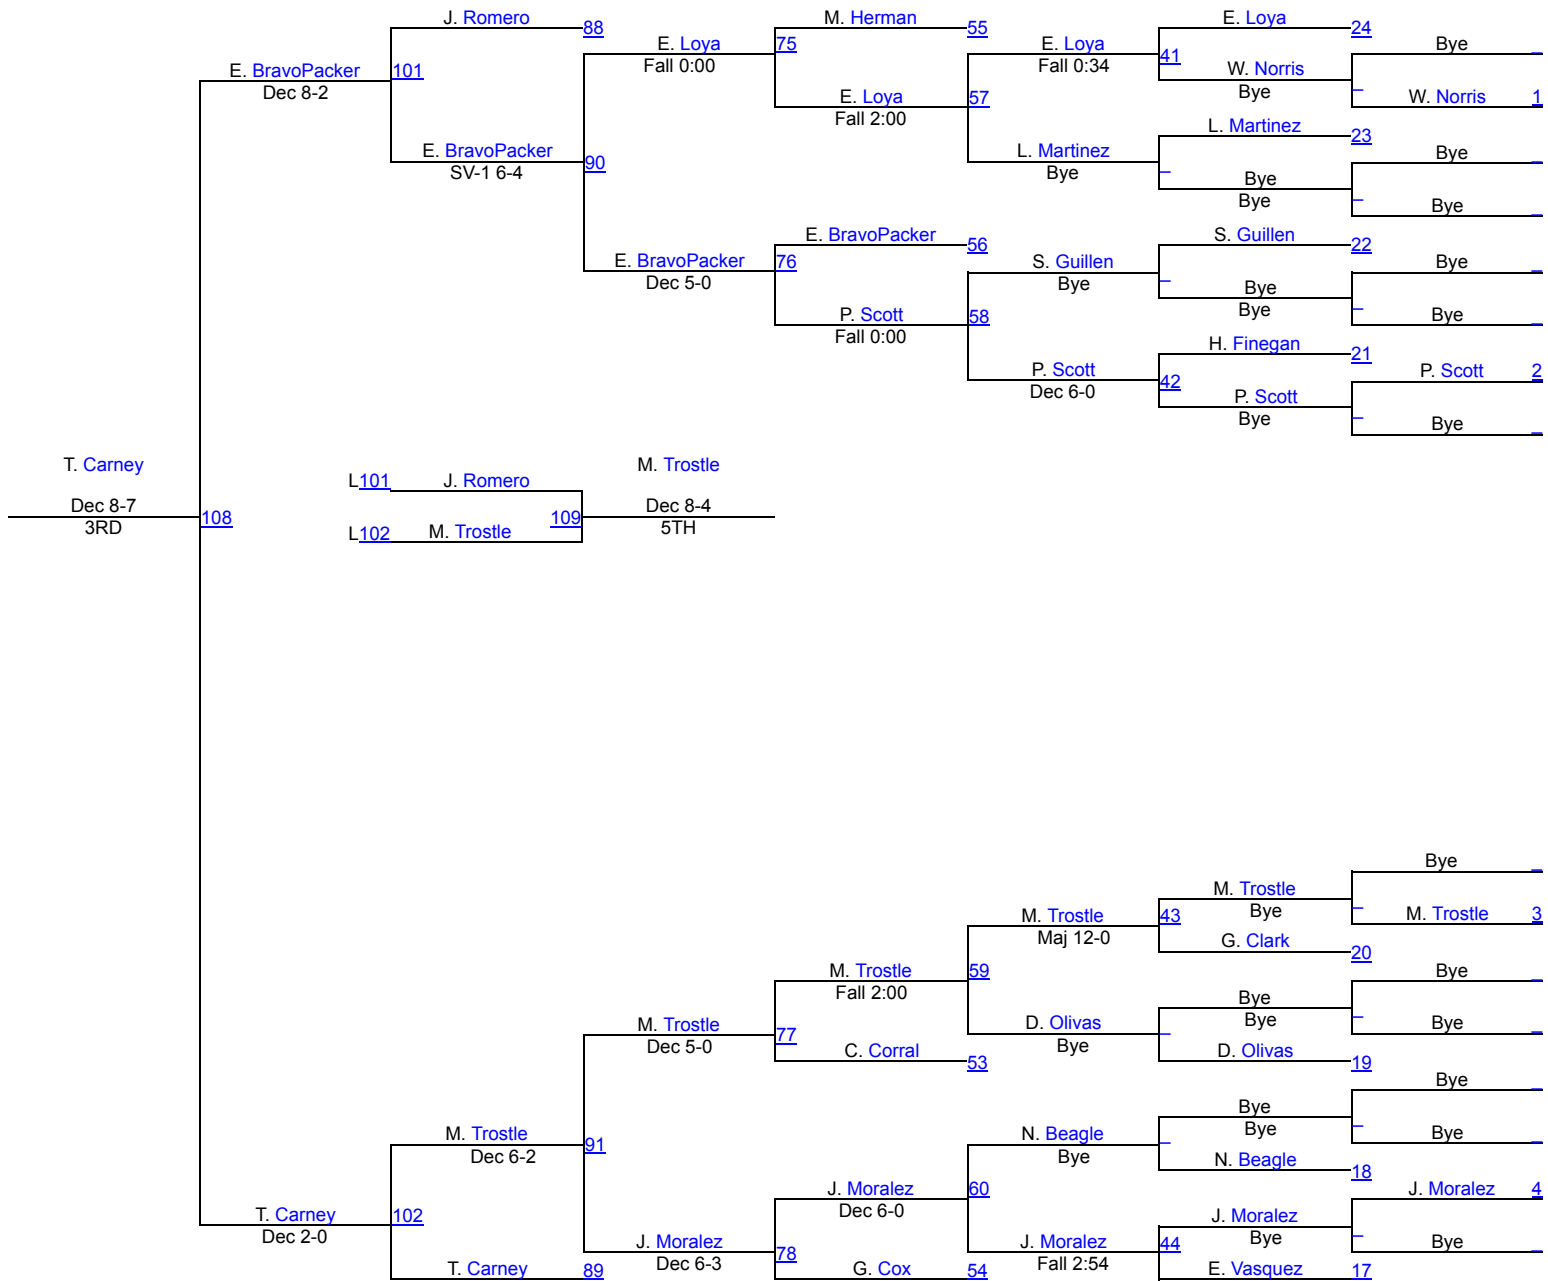 J. Romero
88
E. BravoPacker
Dec 8-2
101
E. BravoPacker
SV-1 6-4
90
E. Loya
Fall 0:00
75
M. Herman
55
E. Loya
Fall 2:00
57
E. Loya
Fall 0:34
41
E. Loya
24
W. Norris
Bye
_
Bye
_
W. Norris
1
L. Martinez
Bye
_
L. Martinez
23
Bye
Bye
_
Bye
_
Bye
_
E. BravoPacker
Dec 5-0
76
E. BravoPacker
56
P. Scott
Fall 0:00
58
S. Guillen
Bye
_
S. Guillen
22
Bye
Bye
_
Bye
_
Bye
_
P. Scott
Dec 6-0
42
H. Finegan
21
P. Scott
Bye
_
P. Scott
2
Bye
_
T. Carney
Dec 8-7
3RD
108
L101
J. Romero
L102
M. Trostle
109
M. Trostle
Dec 8-4
5TH
T. Carney
Dec 2-0
102
M. Trostle
Dec 6-2
91
T. Carney
89
M. Trostle
Dec 5-0
77
M. Trostle
Fall 2:00
59
C. Corral
53
M. Trostle
Maj 12-0
43
M. Trostle
Bye
_
Bye
_
M. Trostle
3
G. Clark
20
D. Olivas
Bye
_
Bye
Bye
_
Bye
_
Bye
_
D. Olivas
19
J. Moralez
Dec 6-3
78
J. Moralez
Dec 6-0
60
G. Cox
54
N. Beagle
Bye
_
Bye
Bye
_
Bye
_
Bye
_
N. Beagle
18
J. Moralez
Fall 2:54
44
J. Moralez
Bye
_
J. Moralez
4
Bye
_
E. Vasquez
17